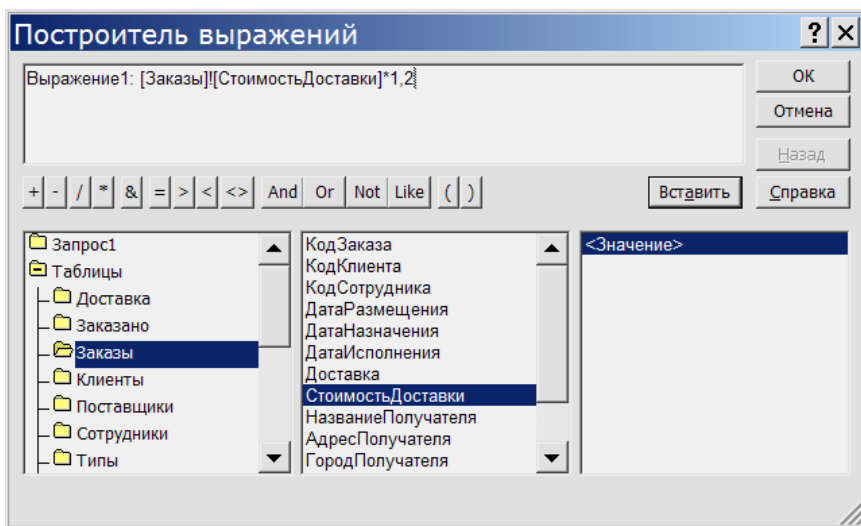 Построитель выражений
? ×
Выражение1: [Заказы]![СтоимостьДоставки]*1,2
ОК
Отмена
Назад
+ - / * & = > < <> And Or Not Like ( ) Вставить Справка
Запрос1
Таблицы
Доставка
Заказано
Заказы
Клиенты
Поставщики
Сотрудники
Типы
КодЗаказа
КодКлиента
КодСотрудника
ДатаРазмещения
ДатаНазначения
ДатаИсполнения
Доставка
СтоимостьДоставки
НазваниеПолучателя
АдресПолучателя
ГородПолучателя
<Значение>